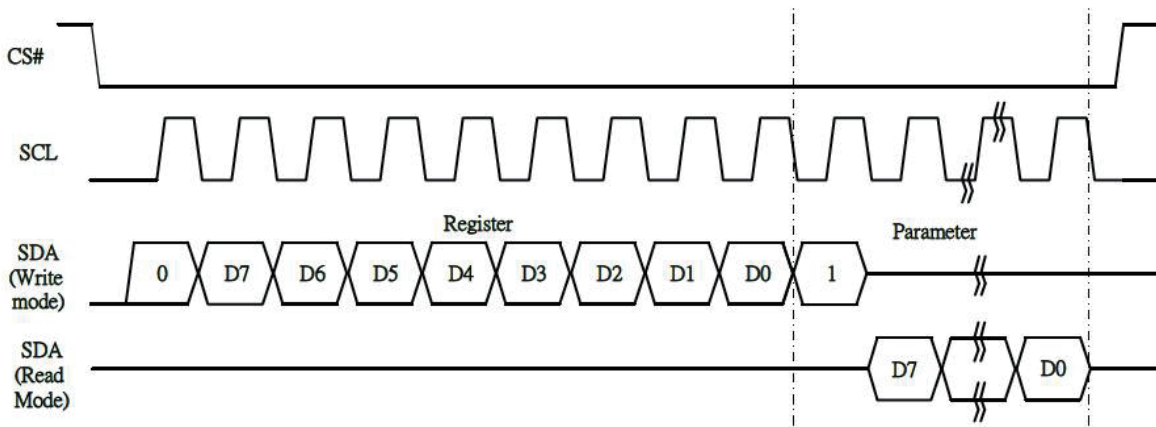 CS#
SCL
Register
Parameter
SDA
(Write
mode)
0 D7 D6 D5 D4 D3 D2 D1 D0 1
SDA
(Read
Mode)
D7 D0